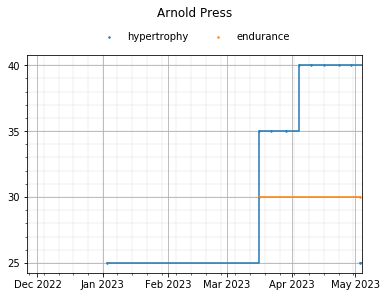 Arnold Press
hypertrophy endurance
40
35
30
25
Dec 2022 Jan 2023 Feb 2023 Mar 2023 Apr 2023 May 2023